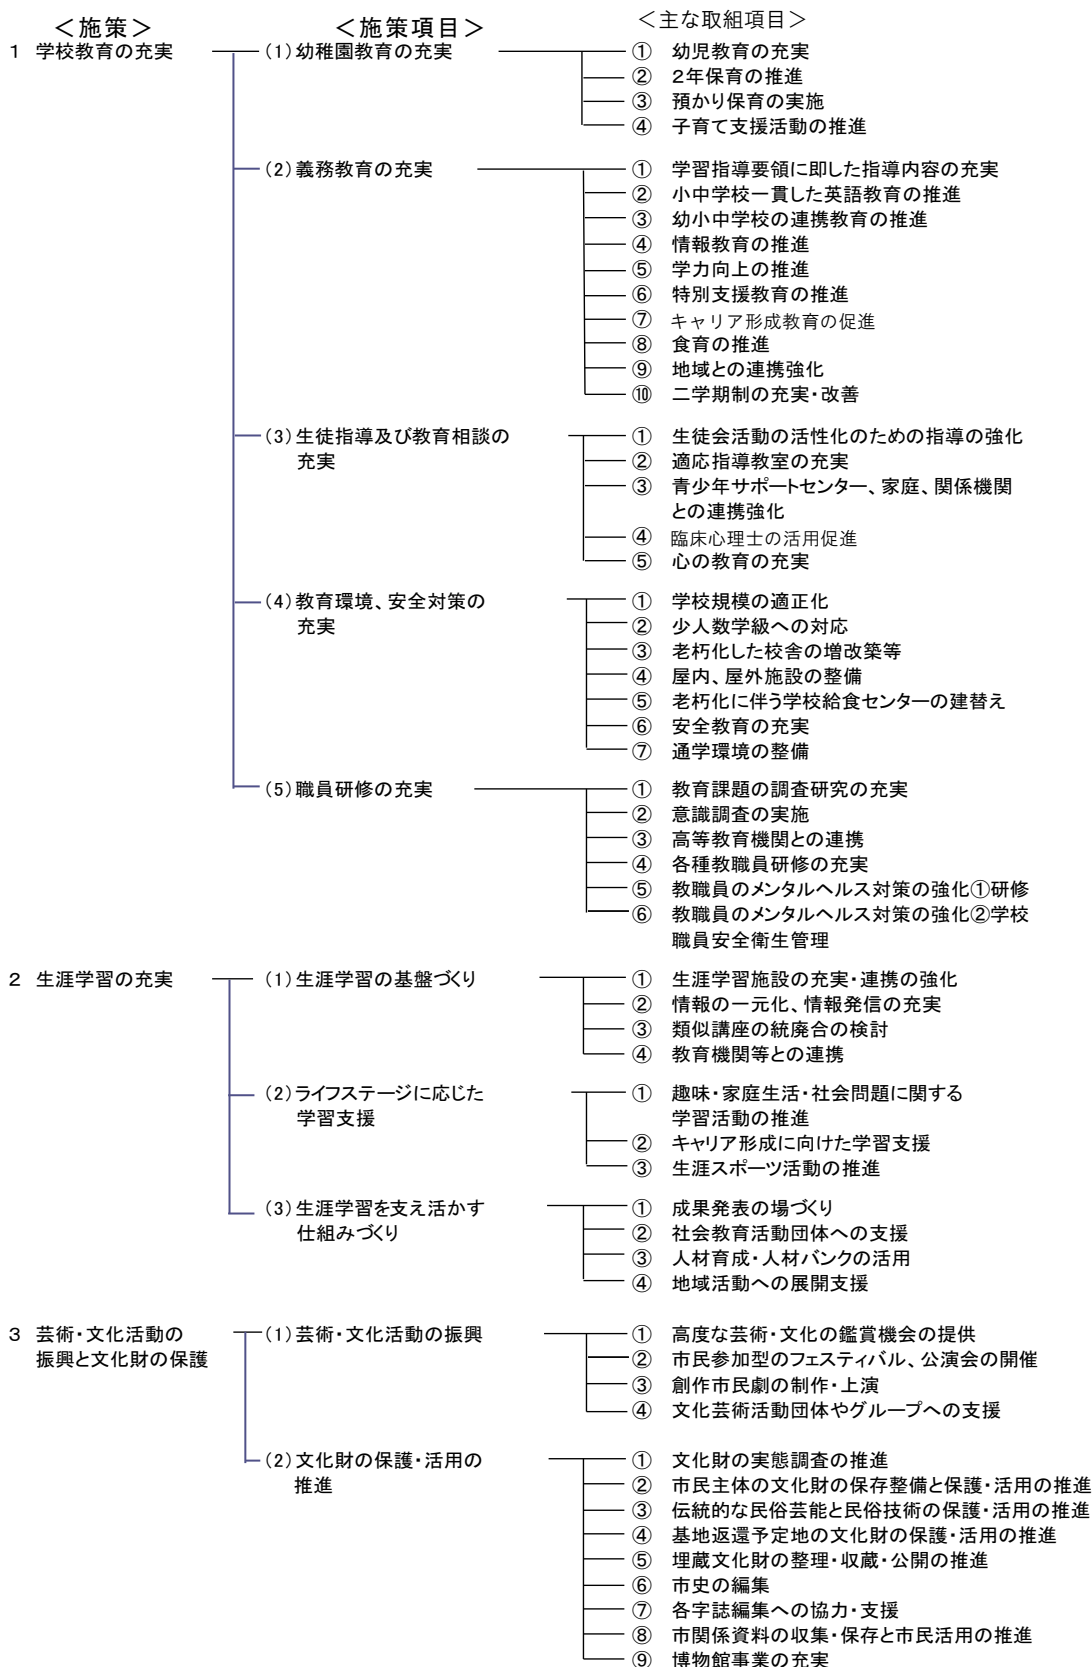 ＜施策＞ ＜施策項目＞ ＜主な取組項目＞
１ 学校教育の充実 (1)幼稚園教育の充実 ① 幼児教育の充実
② ２年保育の推進
③ 預かり保育の実施
④ 子育て支援活動の推進
(2)義務教育の充実 ① 学習指導要領に即した指導内容の充実
② 小中学校一貫した英語教育の推進
③ 幼小中学校の連携教育の推進
④ 情報教育の推進
⑤ 学力向上の推進
⑥ 特別支援教育の推進
⑦ キャリア形成教育の促進
⑧ 食育の推進
⑨ 地域との連携強化
⑩ 二学期制の充実・改善
(3)生徒指導及び教育相談の ① 生徒会活動の活性化のための指導の強化
充実 ② 適応指導教室の充実
③ 青少年サポートセンター、家庭、関係機関
との連携強化
④ 臨床心理士の活用促進
⑤ 心の教育の充実
(4)教育環境、安全対策の ① 学校規模の適正化
充実 ② 少人数学級への対応
③ 老朽化した校舎の増改築等
④ 屋内、屋外施設の整備
⑤ 老朽化に伴う学校給食センターの建替え
⑥ 安全教育の充実
⑦ 通学環境の整備
(5)職員研修の充実 ① 教育課題の調査研究の充実
② 意識調査の実施
③ 高等教育機関との連携
④ 各種教職員研修の充実
⑤ 教職員のメンタルヘルス対策の強化①研修
⑥ 教職員のメンタルヘルス対策の強化②学校
職員安全衛生管理
２ 生涯学習の充実 (1)生涯学習の基盤づくり ① 生涯学習施設の充実・連携の強化
② 情報の一元化、情報発信の充実
③ 類似講座の統廃合の検討
④ 教育機関等との連携
(2)ライフステージに応じた ① 趣味・家庭生活・社会問題に関する
学習支援 学習活動の推進
② キャリア形成に向けた学習支援
③ 生涯スポーツ活動の推進
(3)生涯学習を支え活かす ① 成果発表の場づくり
仕組みづくり ② 社会教育活動団体への支援
③ 人材育成・人材バンクの活用
④ 地域活動への展開支援
３ 芸術・文化活動の (1)芸術・文化活動の振興 ① 高度な芸術・文化の鑑賞機会の提供
振興と文化財の保護 ② 市民参加型のフェスティバル、公演会の開催
③ 創作市民劇の制作・上演
④ 文化芸術活動団体やグループへの支援
(2)文化財の保護・活用の ① 文化財の実態調査の推進
推進 ② 市民主体の文化財の保存整備と保護・活用の推進
③ 伝統的な民俗芸能と民俗技術の保護・活用の推進
④ 基地返還予定地の文化財の保護・活用の推進
⑤ 埋蔵文化財の整理・収蔵・公開の推進
⑥ 市史の編集
⑦ 各字誌編集への協力・支援
⑧ 市関係資料の収集・保存と市民活用の推進
⑨ 博物館事業の充実